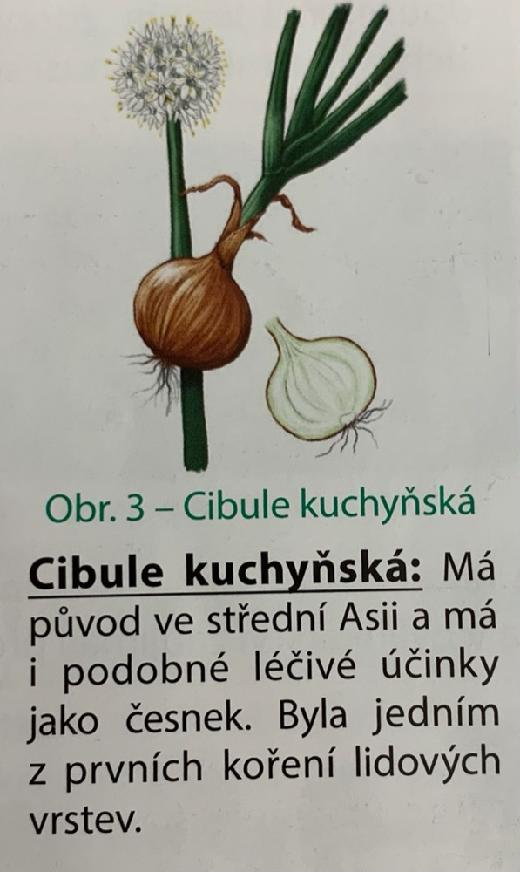 Obr. 3 – Cibule kuchyňská
Cibule kuchyňská: Má
původ ve střední Asii a má
i podobné léčivé účinky
jako česnek. Byla jedním
z prvních koření lidových
vrstev.